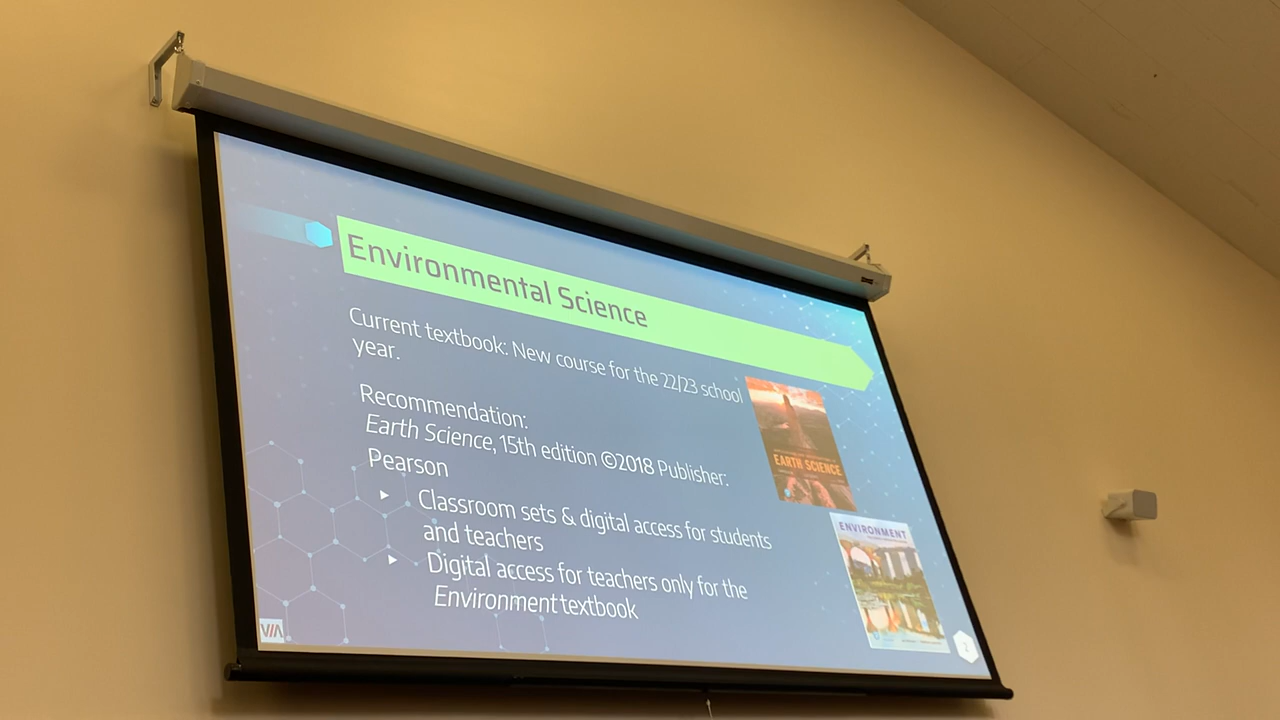 Environmental Science
Current textbook: New course for the 22/23 school
year.
Recommendation:
Earth Science, 15th edition ©2018 Publisher:
Pearson
Classroom sets & digital access for students
and teachers
Digital access for teachers only for the
Environment textbook
EARTH SCIENCE
ENVIRONMENT
VIA
2